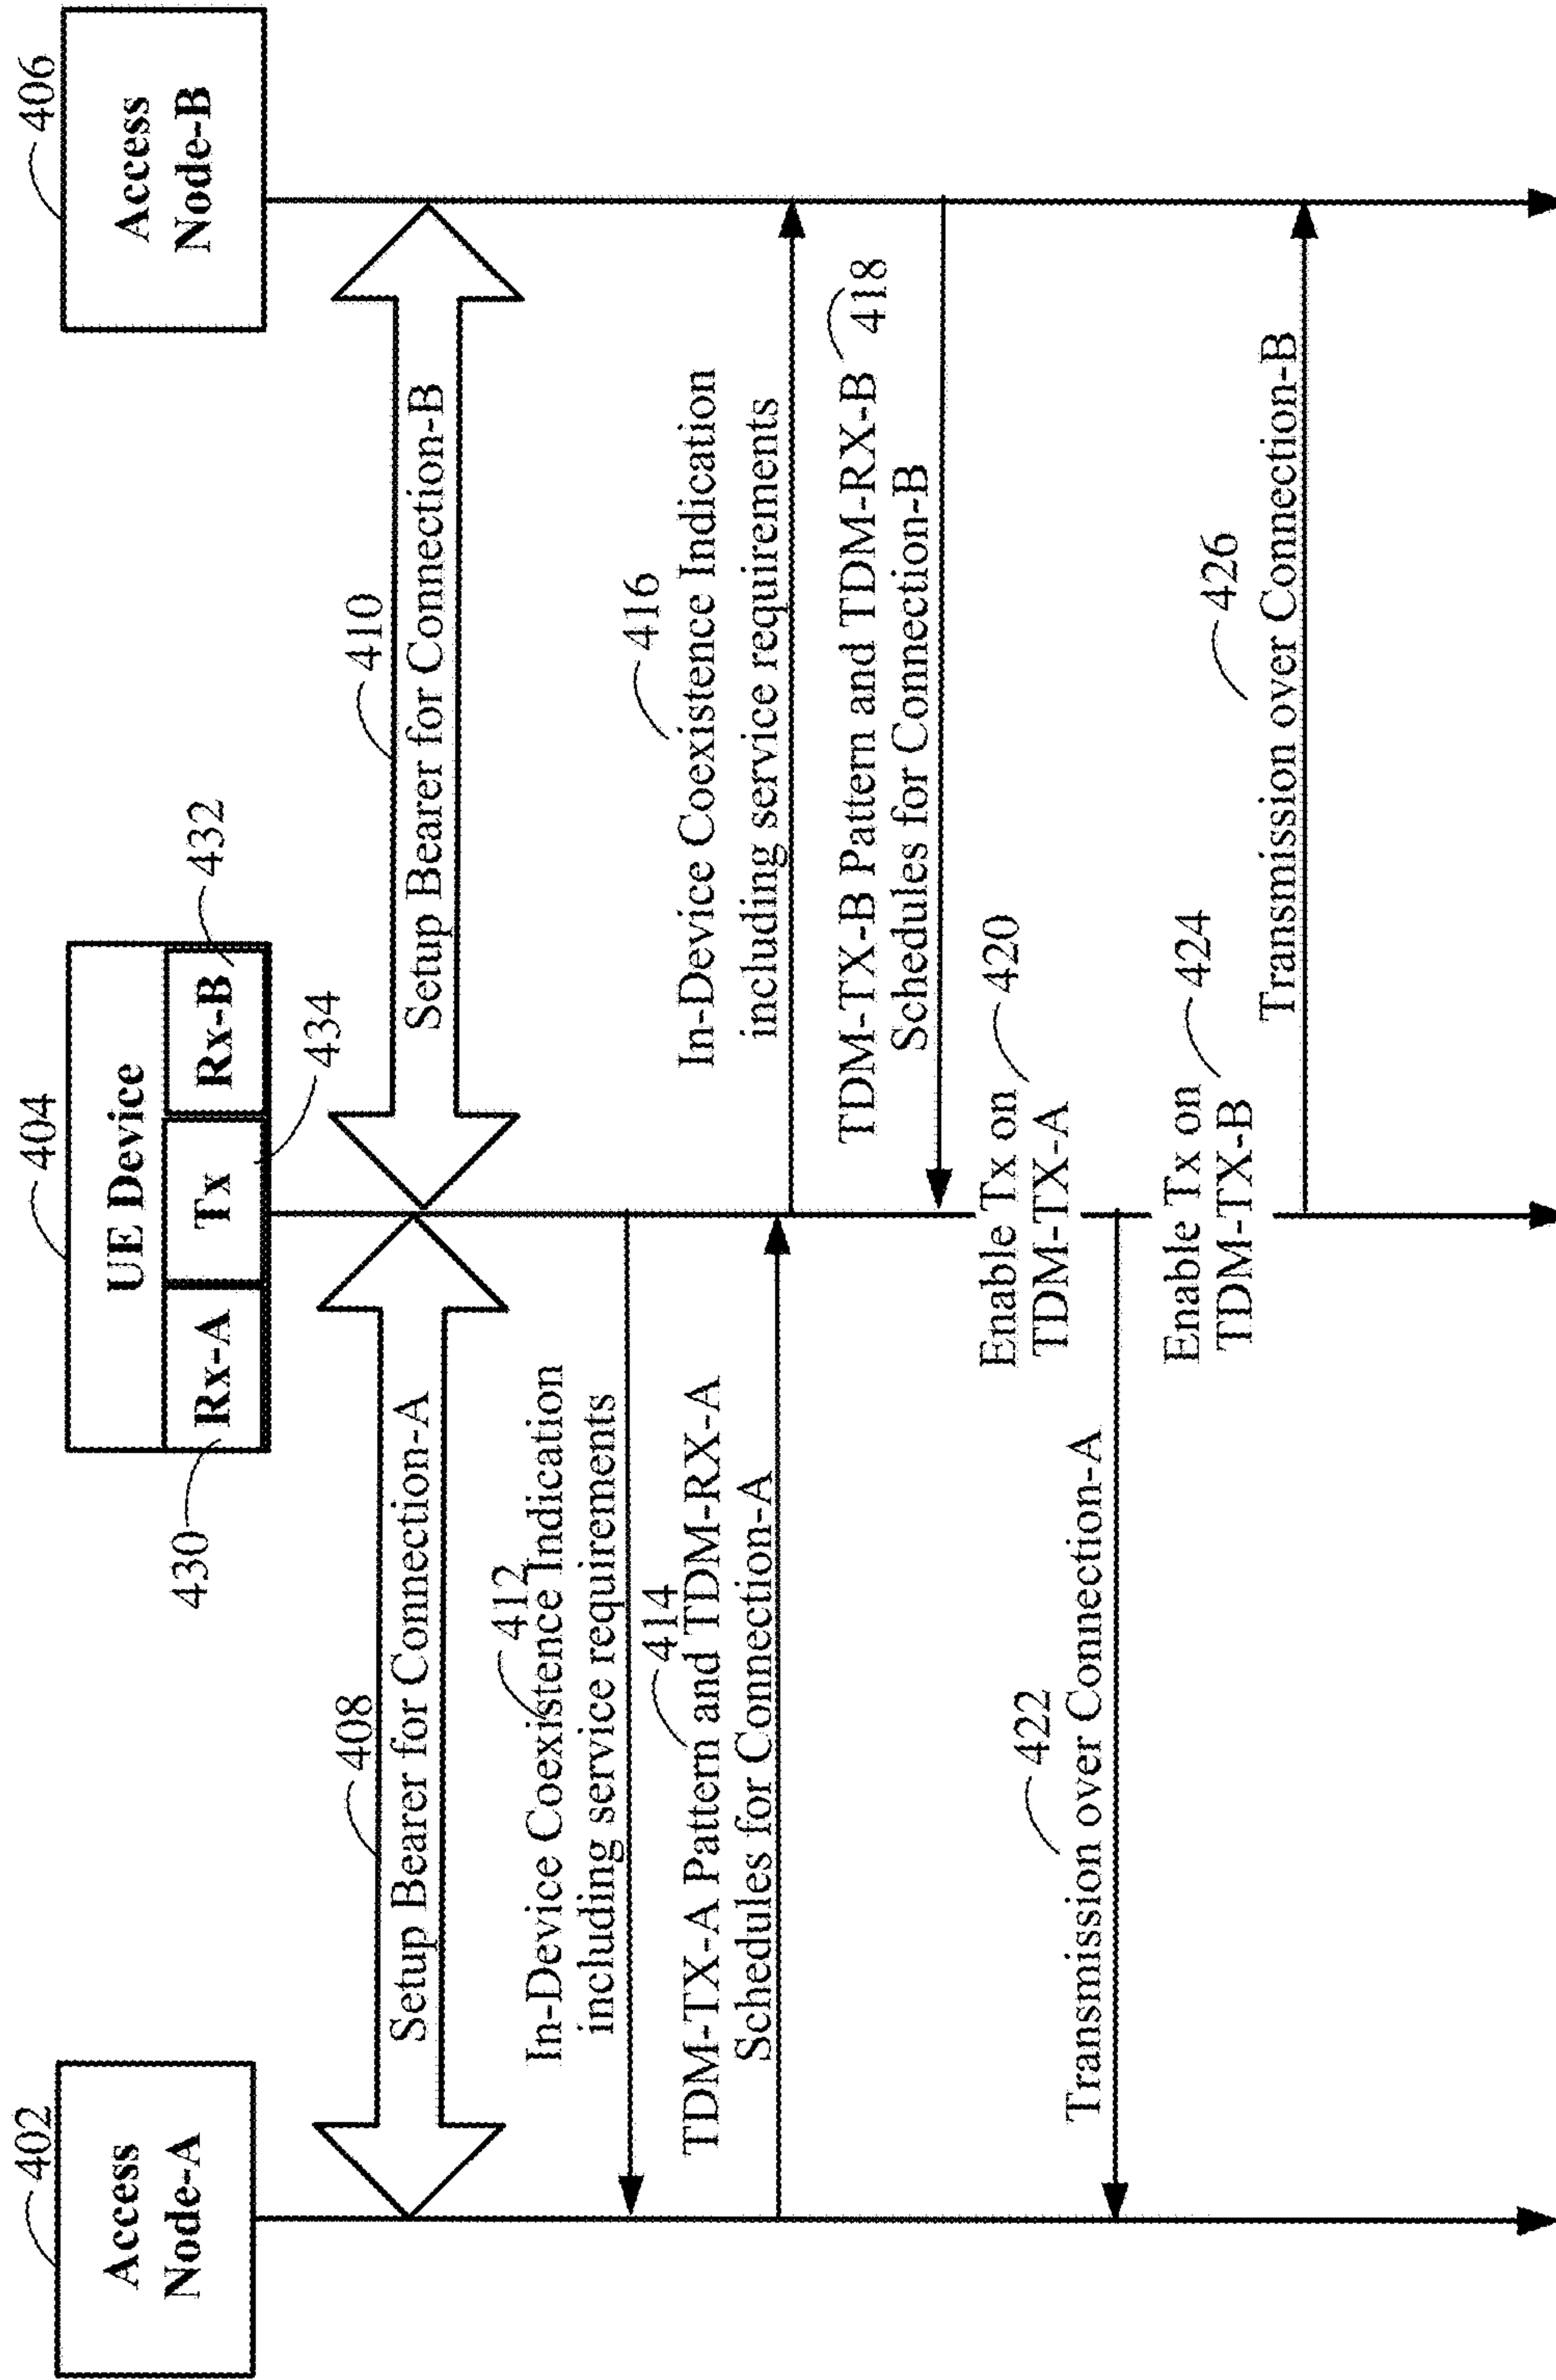 402
Access
Node-A
404
UE Device
Rx-A
Tx
Rx-B
430
434
432
406
Access
Node-B
408
Setup Bearer for Connection-A
410
Setup Bearer for Connection-B
412
In-Device Coexistence Indication
including service requirements
416
In-Device Coexistence Indication
including service requirements
414
TDM-TX-A Pattern and TDM-RX-A
Schedules for Connection-A
TDM-TX-B Pattern and TDM-RX-B
418
Schedules for Connection-B
420
Enable Tx on
TDM-TX-A
422
Transmission over Connection-A
424
Enable Tx on
TDM-TX-B
426
Transmission over Connection-B